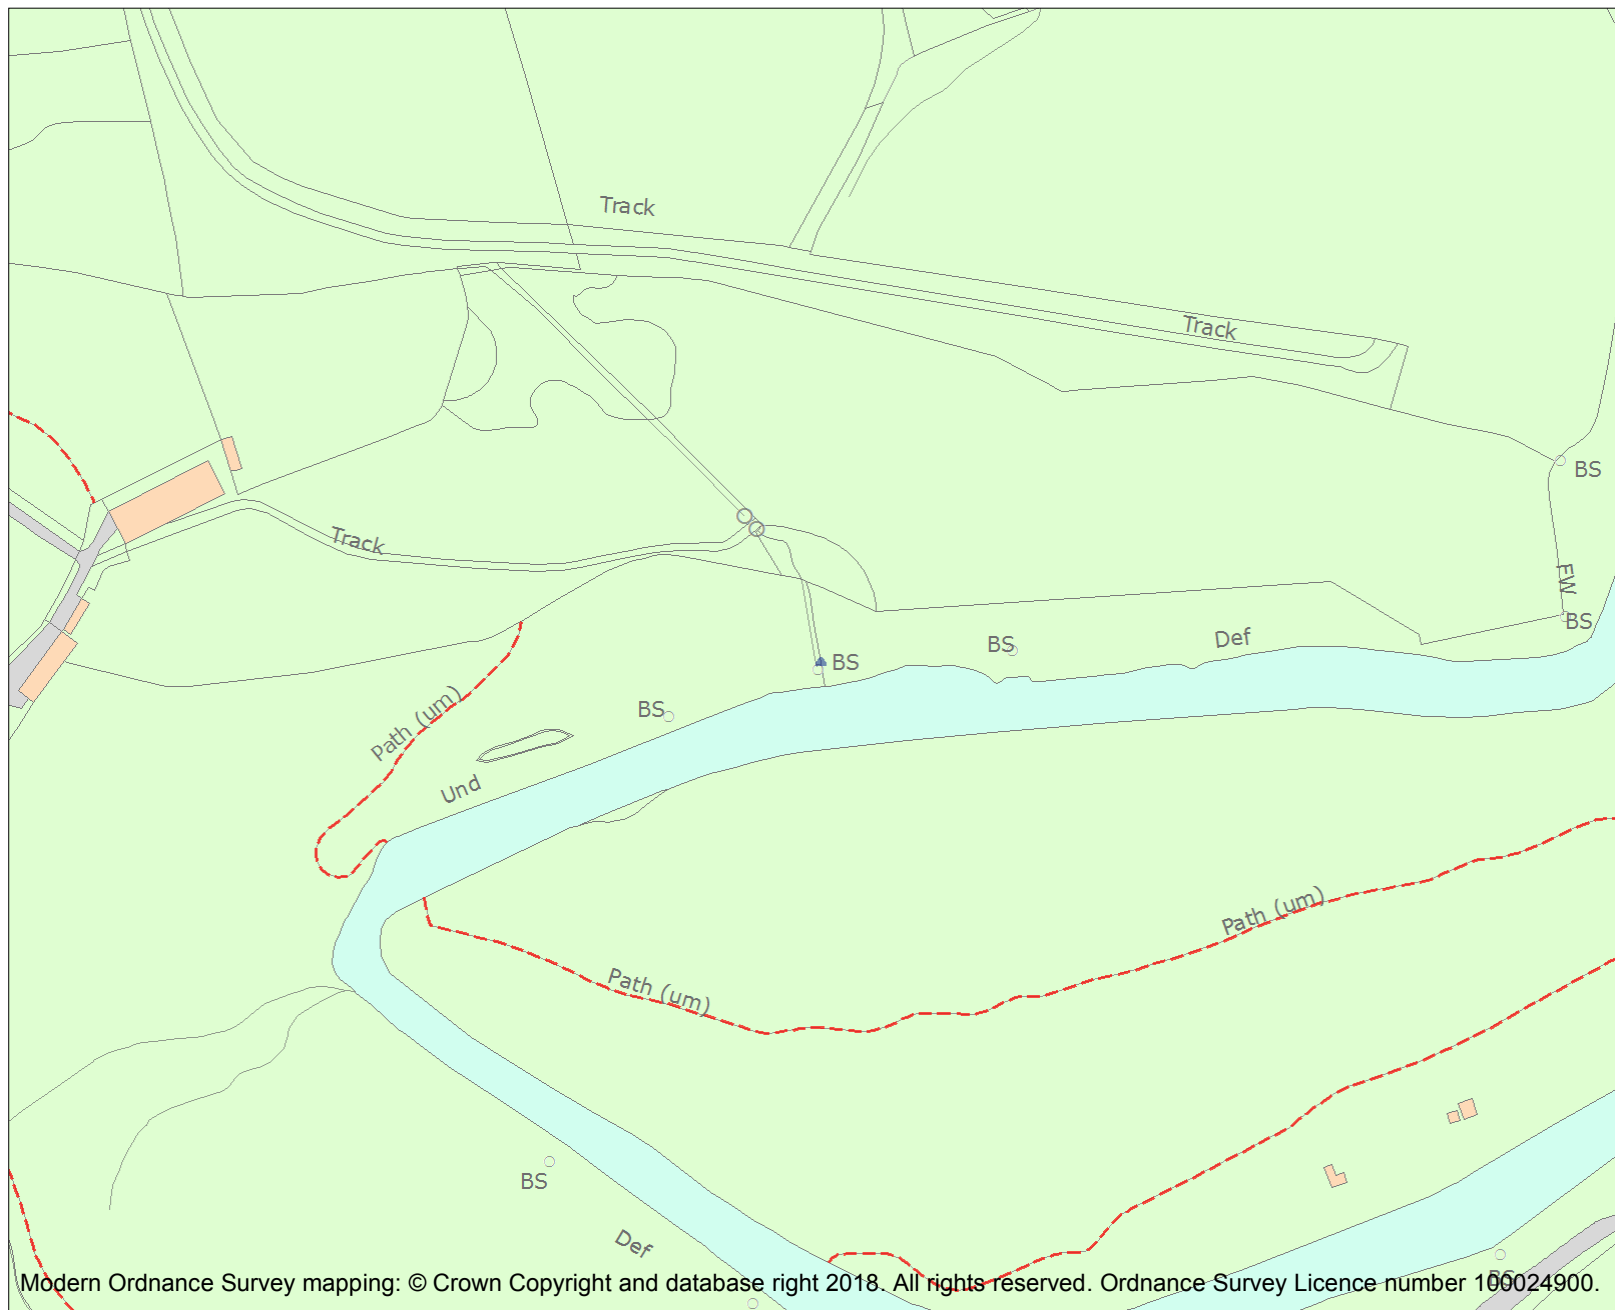 Track
Track
BS
Track
FW
BS
BS
Def
BS
BS
Path (um)
Und
Path (um)
Path (um)
BS
Def
BS
Modern Ordnance Survey mapping: © Crown Copyright and database right 2018. All rights reserved. Ordnance Survey Licence number 100024900.